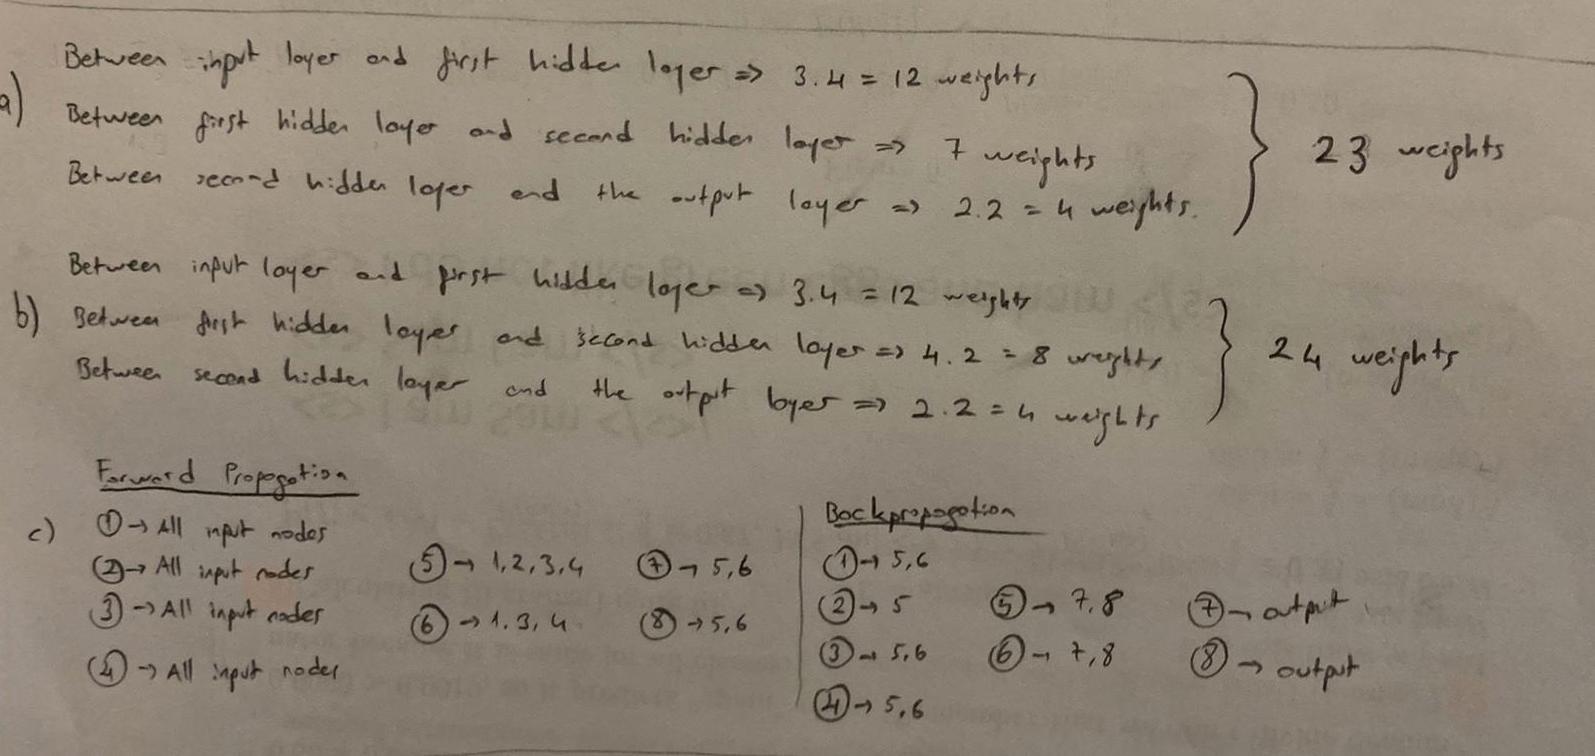 a) Between input layer and first hidden layer => 3.4 = 12 weights
Between first hidden layer and second hidden layer => 7 weights
Between second hidden layer and the output layer => 2.2 = 4 weights.
} 23 weights
b) Between input layer and first hidden layer => 3.4 = 12 weights
Between first hidden layer and second hidden layer => 4.2 = 8 weights
Between second hidden layer and the output layer => 2.2 = 4 weights
} 24 weights
c) Forward Propogation
① → All input nodes
② → All input nodes
③ → All input nodes
④ → All input nodes
⑤ → 1,2,3,4
⑥ → 1,3,4
⑦ → 5,6
⑧ → 5,6
Backpropogation
① → 5,6
② → 5
③ → 5,6
④ → 5,6
⑤ → 7,8
⑥ → 7,8
⑦ → output
⑧ → output